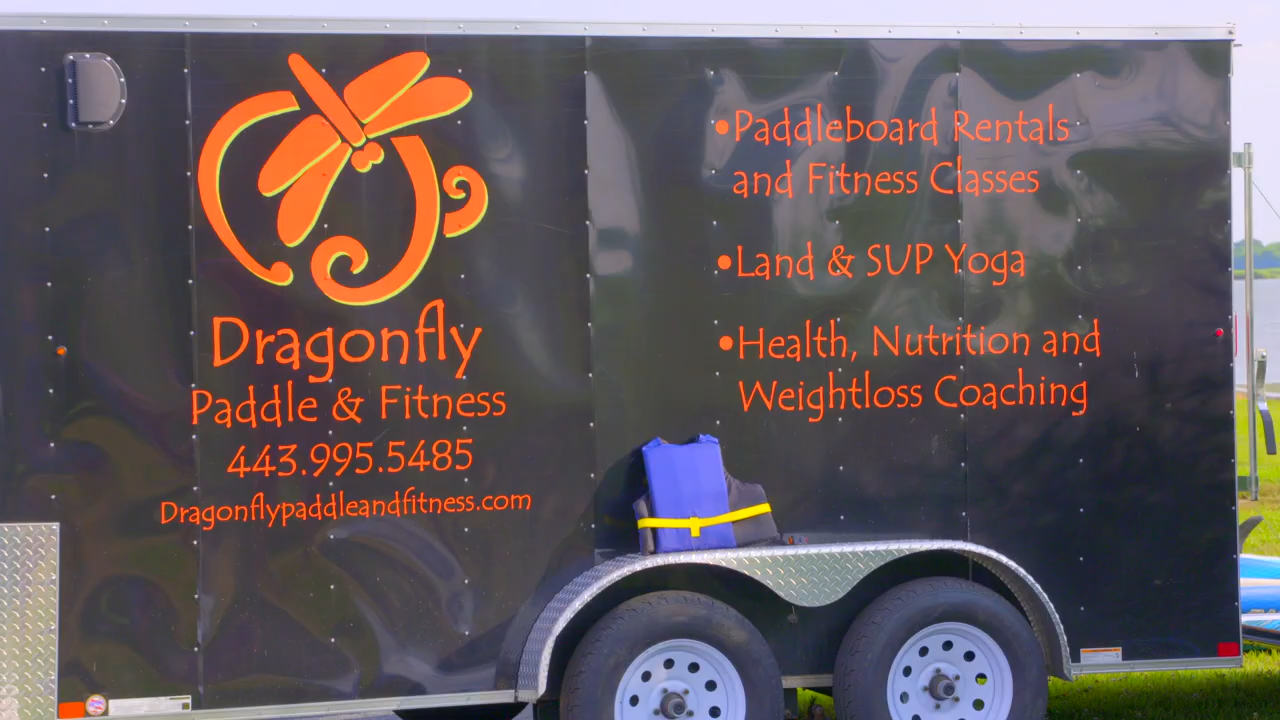 Dragonfly
Paddle & Fitness
443.995.5485
Dragonflypaddleandfitness.com
•Paddleboard Rentals
and Fitness Classes
•Land & SUP Yoga
•Health, Nutrition and
Weightloss Coaching